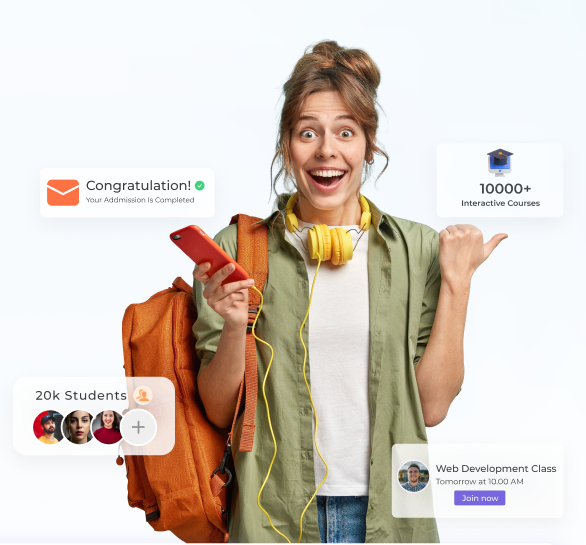 Congratulation!
Your Addmission Is Completed
10000+
Interactive Courses
20k Students
Web Development Class
Tomorrow at 10.00 AM
Join now